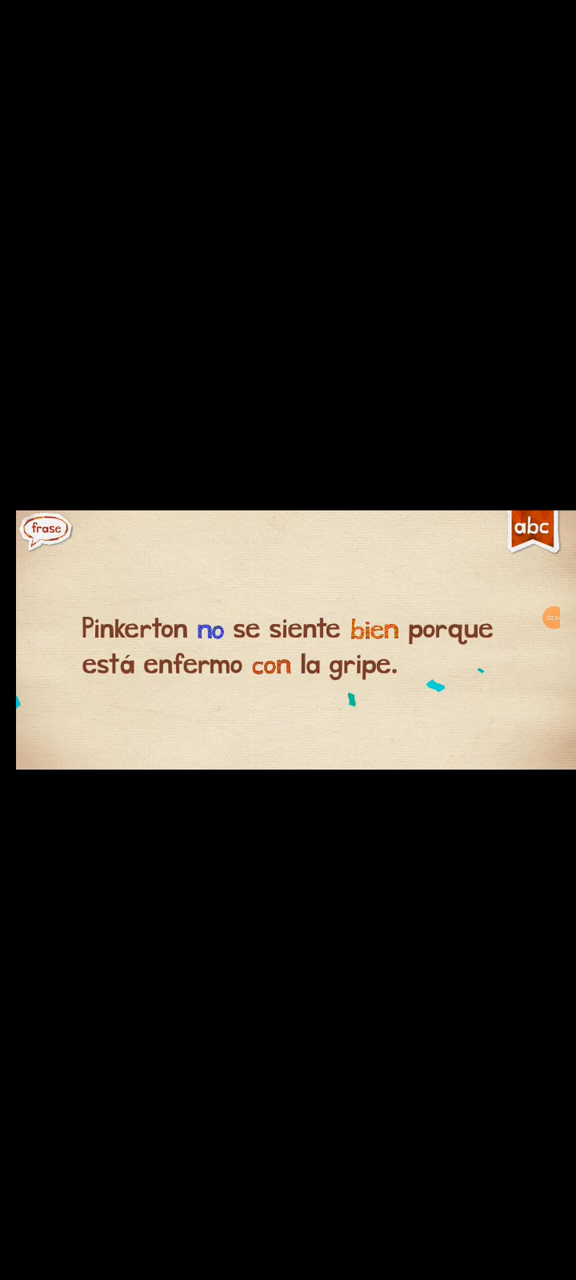 frase
abc
Pinkerton no se siente bien porque
está enfermo con la gripe.